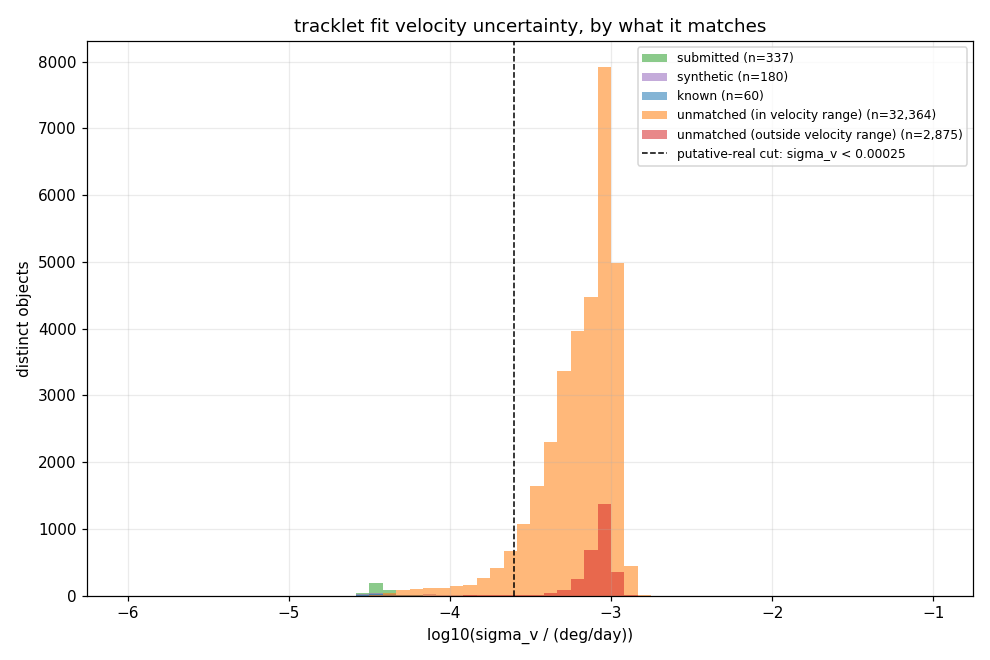 tracklet fit velocity uncertainty, by what it matches
submitted (n=337)
synthetic (n=180)
known (n=60)
unmatched (in velocity range) (n=32,364)
unmatched (outside velocity range) (n=2,875)
putative-real cut: sigma_v < 0.00025
distinct objects
8000
7000
6000
5000
4000
3000
2000
1000
0
−6 −5 −4 −3 −2 −1
log10(sigma_v / (deg/day))